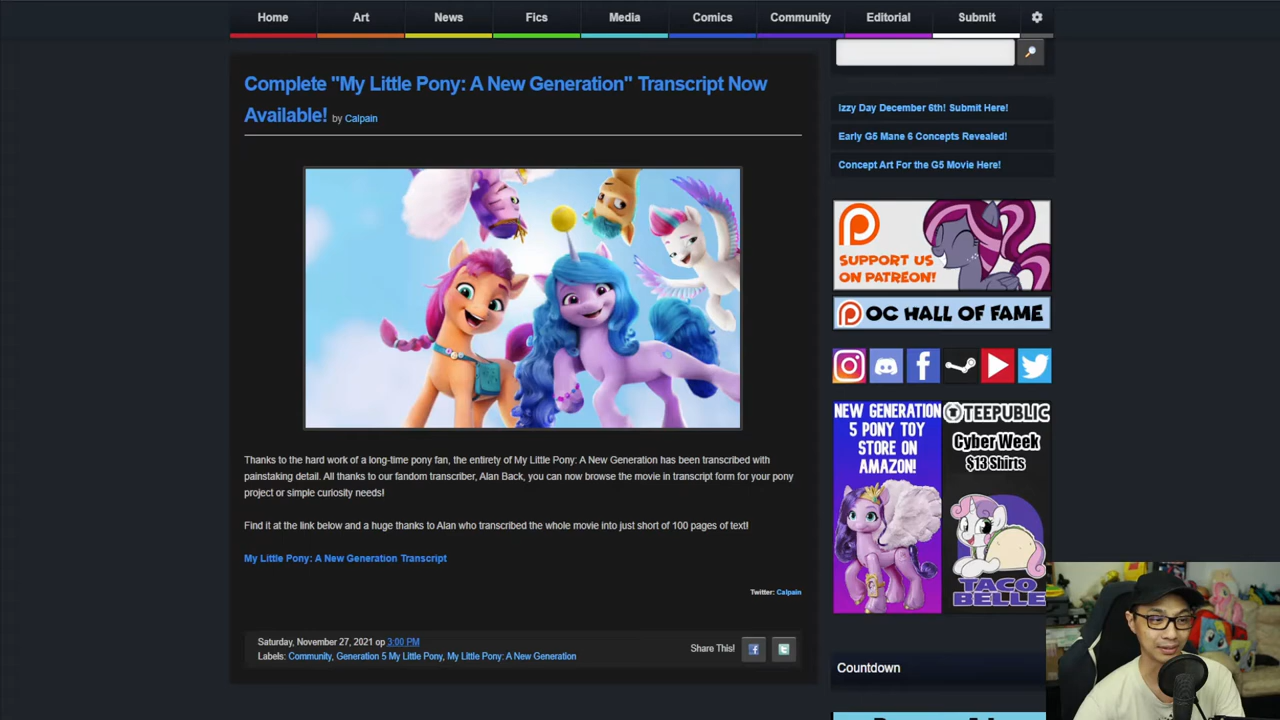 Home Art News Fics Media Comics Community Editorial Submit
Complete "My Little Pony: A New Generation" Transcript Now
Available! by Calpain
Thanks to the hard work of a long-time pony fan, the entirety of My Little Pony: A New Generation has been transcribed with
painstaking detail. All thanks to our fandom transcriber, Alan Back, you can now browse the movie in transcript form for your pony
project or simple curiosity needs!
Find it at the link below and a huge thanks to Alan who transcribed the whole movie into just short of 100 pages of text!
My Little Pony: A New Generation Transcript
Twitter: Calpain
Saturday, November 27, 2021 op 3:00 PM
Labels: Community, Generation 5 My Little Pony, My Little Pony: A New Generation
Share This!
Izzy Day December 6th! Submit Here!
Early G5 Mane 6 Concepts Revealed!
Concept Art For the G5 Movie Here!
SUPPORT US
ON PATREON!
OC HALL OF FAME
NEW GENERATION
5 PONY TOY
STORE ON
AMAZON!
TEEPUBLIC
Cyber Week
$13 Shirts
TACO
BELLE
Countdown